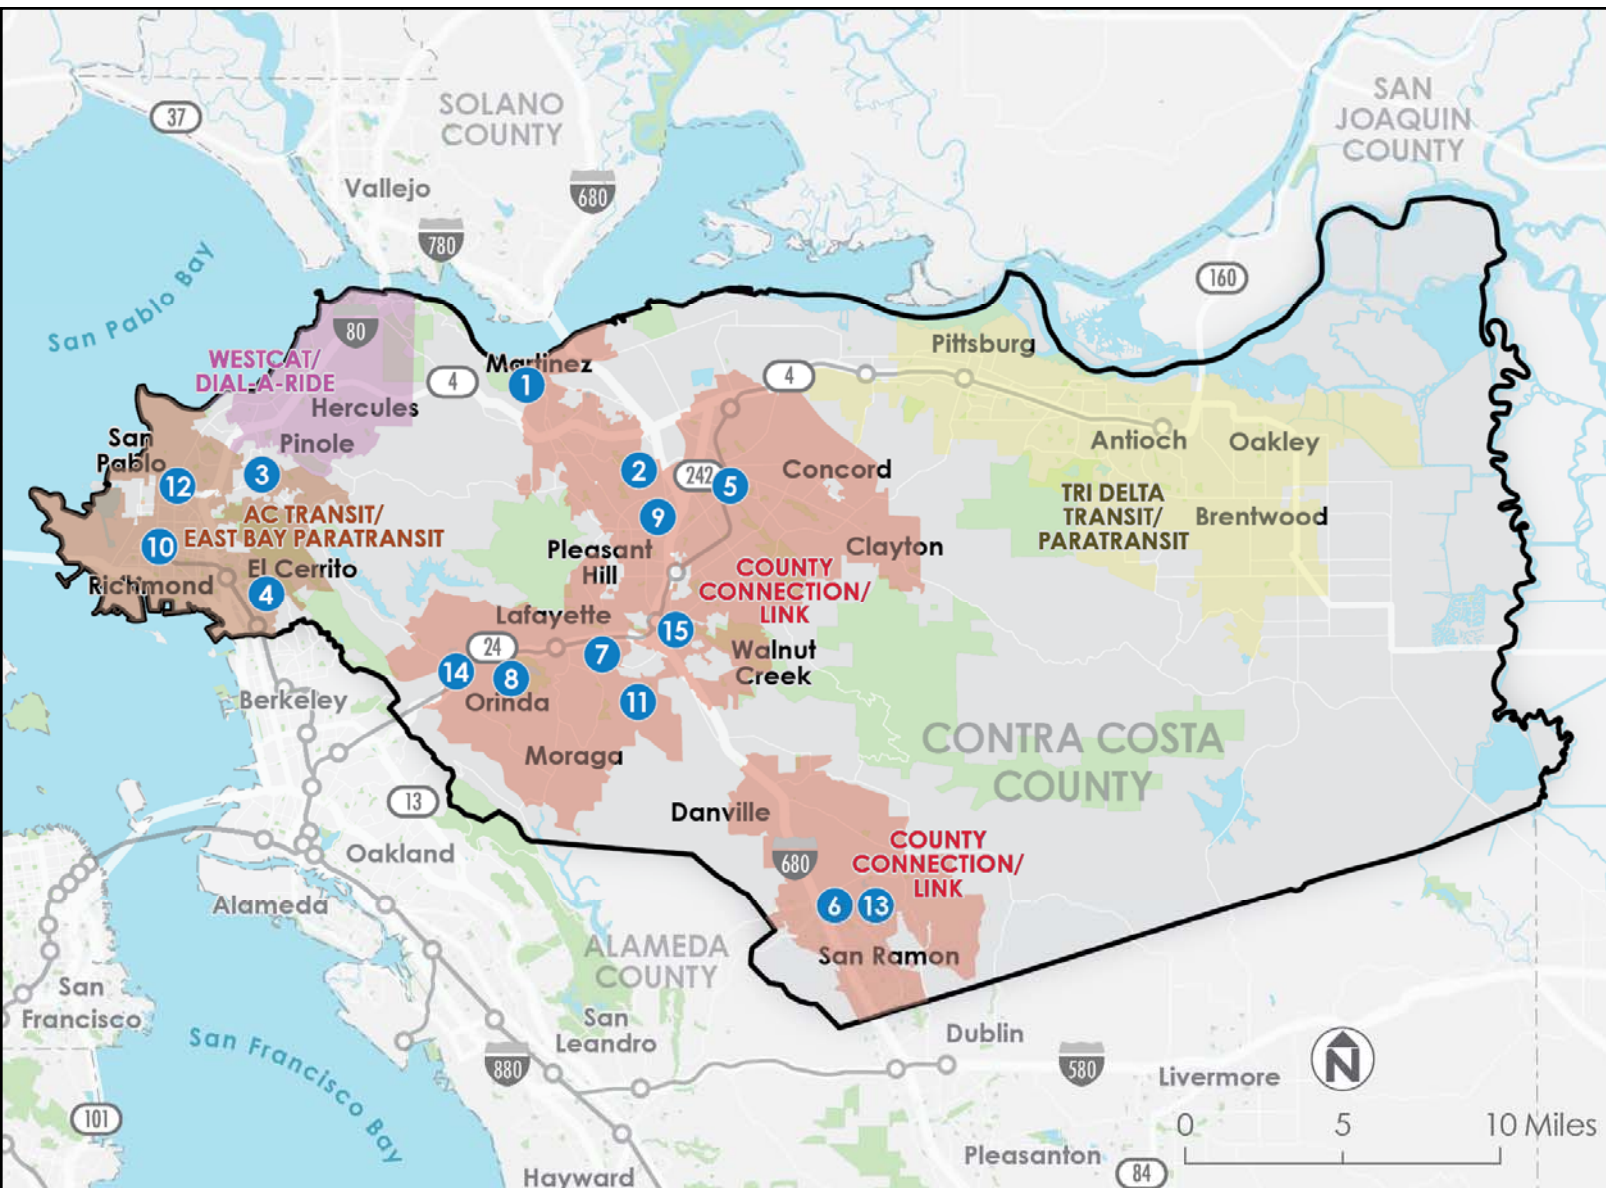 SAN
JOAQUIN
COUNTY
SOLANO
COUNTY
37
Vallejo
680
780
San Pablo Bay
160
80
WESTCAT/
DIAL-A-RIDE
Hercules
Pinole
4
Martinez
1
4
Pittsburg
Antioch
Oakley
San
Pablo
12
3
AC TRANSIT/
EAST BAY PARATRANSIT
10
Richmond
El Cerrito
4
2
242
5
Concord
9
Pleasant
Hill
Clayton
TRI DELTA
TRANSIT/
PARATRANSIT
Brentwood
COUNTY
CONNECTION/
LINK
Lafayette
24
15
7
14
8
Orinda
11
Walnut
Creek
Berkeley
Moraga
CONTRA COSTA
COUNTY
13
Danville
Oakland
680
COUNTY
CONNECTION/
LINK
6
13
Alameda
San Ramon
ALAMEDA
COUNTY
San
Francisco
San
Leandro
San Francisco Bay
880
Dublin
580
Livermore
N
101
0
5
10 Miles
Pleasanton
84
Hayward